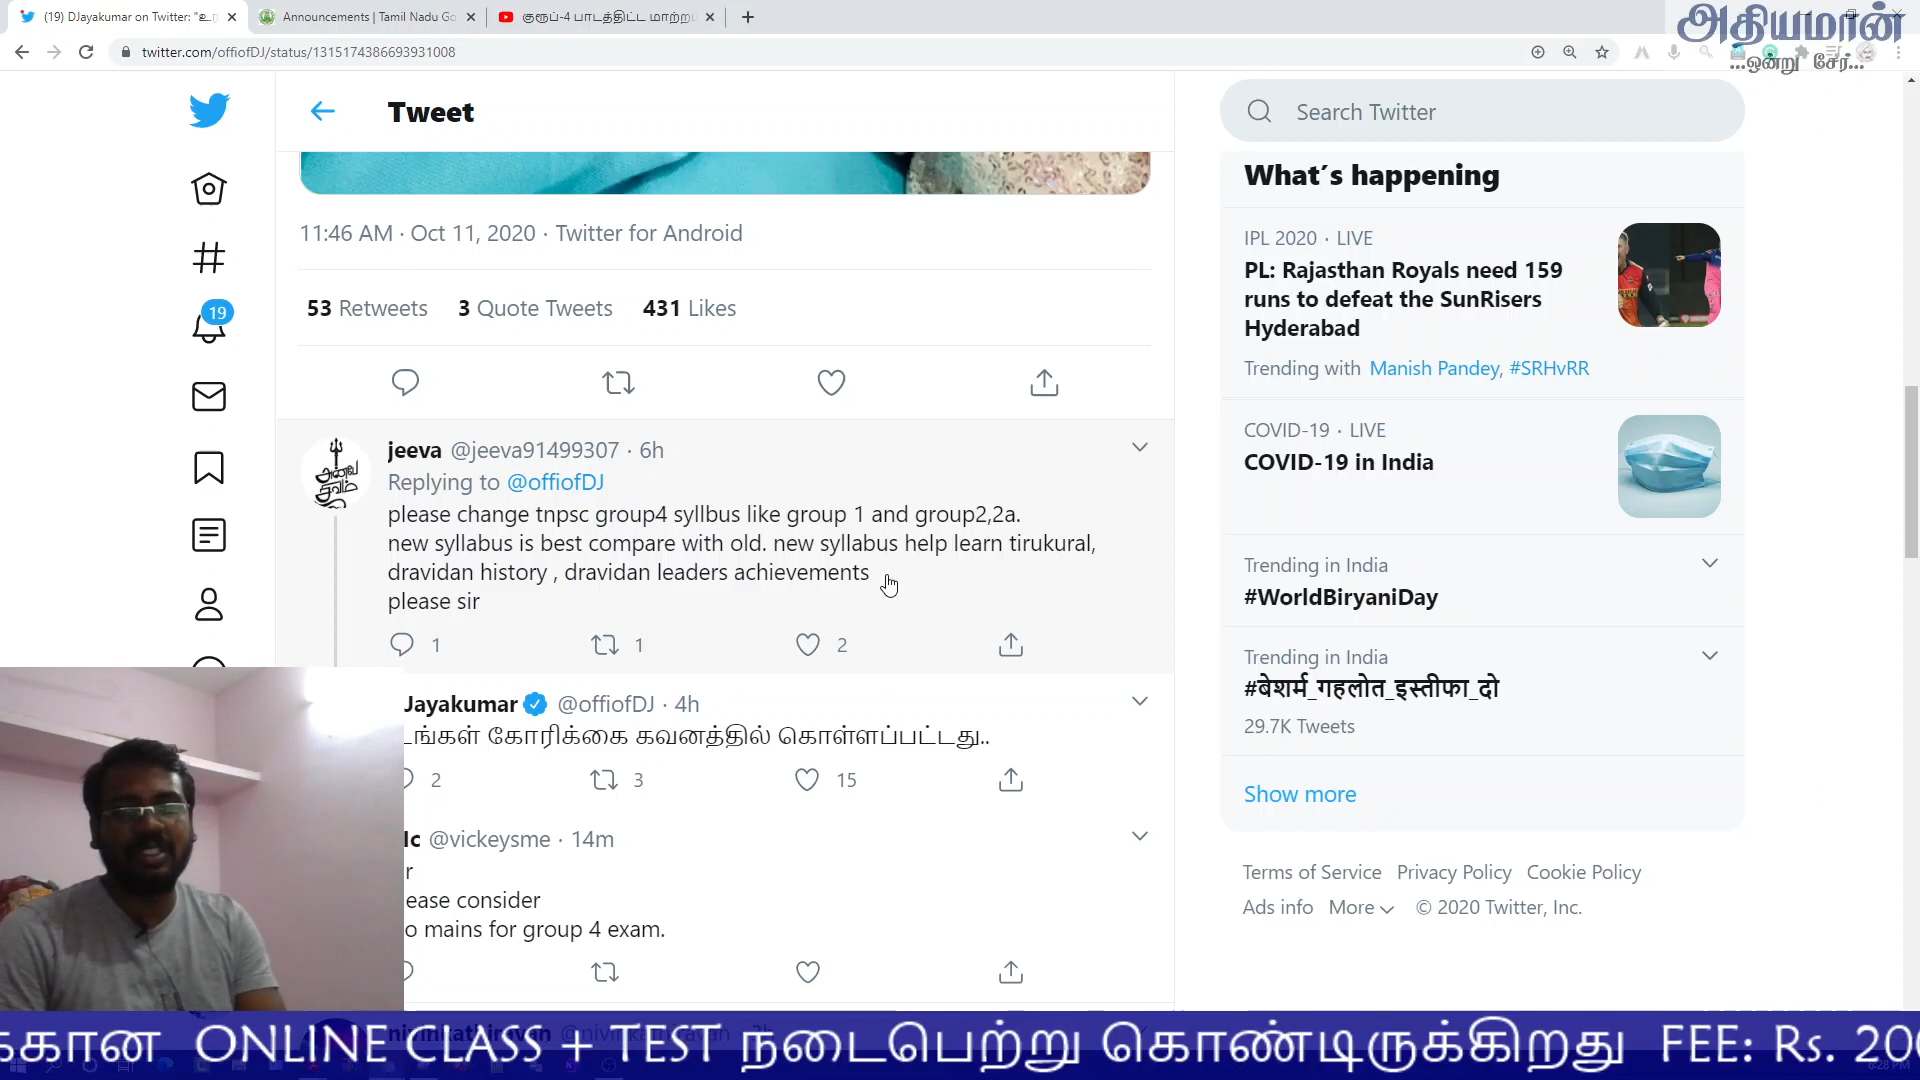 (19) DJayakumar on Twitter: "உர
Announcements | Tamil Nadu Go
குரூப்-4 பாடத்திட்ட மாற்றம்
அதியமான்
...ஒன்று சேர்...
twitter.com/offiofDJ/status/1315174386693931008
Tweet
11:46 AM · Oct 11, 2020 · Twitter for Android
53 Retweets 3 Quote Tweets 431 Likes
jeeva @jeeva91499307 · 6h
Replying to @offiofDJ
please change tnpsc group4 syllbus like group 1 and group2,2a.
new syllabus is best compare with old. new syllabus help learn tirukural,
dravidan history , dravidan leaders achievements
please sir
1 1 2
Jayakumar @offiofDJ · 4h
உங்கள் கோரிக்கை கவனத்தில் கொள்ளப்பட்டது..
2 3 15
lc @vickeysme · 14m
r
ease consider
o mains for group 4 exam.
19
Search Twitter
What's happening
IPL 2020 · LIVE
PL: Rajasthan Royals need 159
runs to defeat the SunRisers
Hyderabad
Trending with Manish Pandey, #SRHvRR
COVID-19 · LIVE
COVID-19 in India
Trending in India
#WorldBiryaniDay
Trending in India
#बेशर्म_गहलोत_इस्तीफा_दो
29.7K Tweets
Show more
Terms of Service Privacy Policy Cookie Policy
Ads info More © 2020 Twitter, Inc.
க்கான ONLINE CLASS + TEST நடைபெற்று கொண்டிருக்கிறது FEE: Rs. 200
6:28 PM